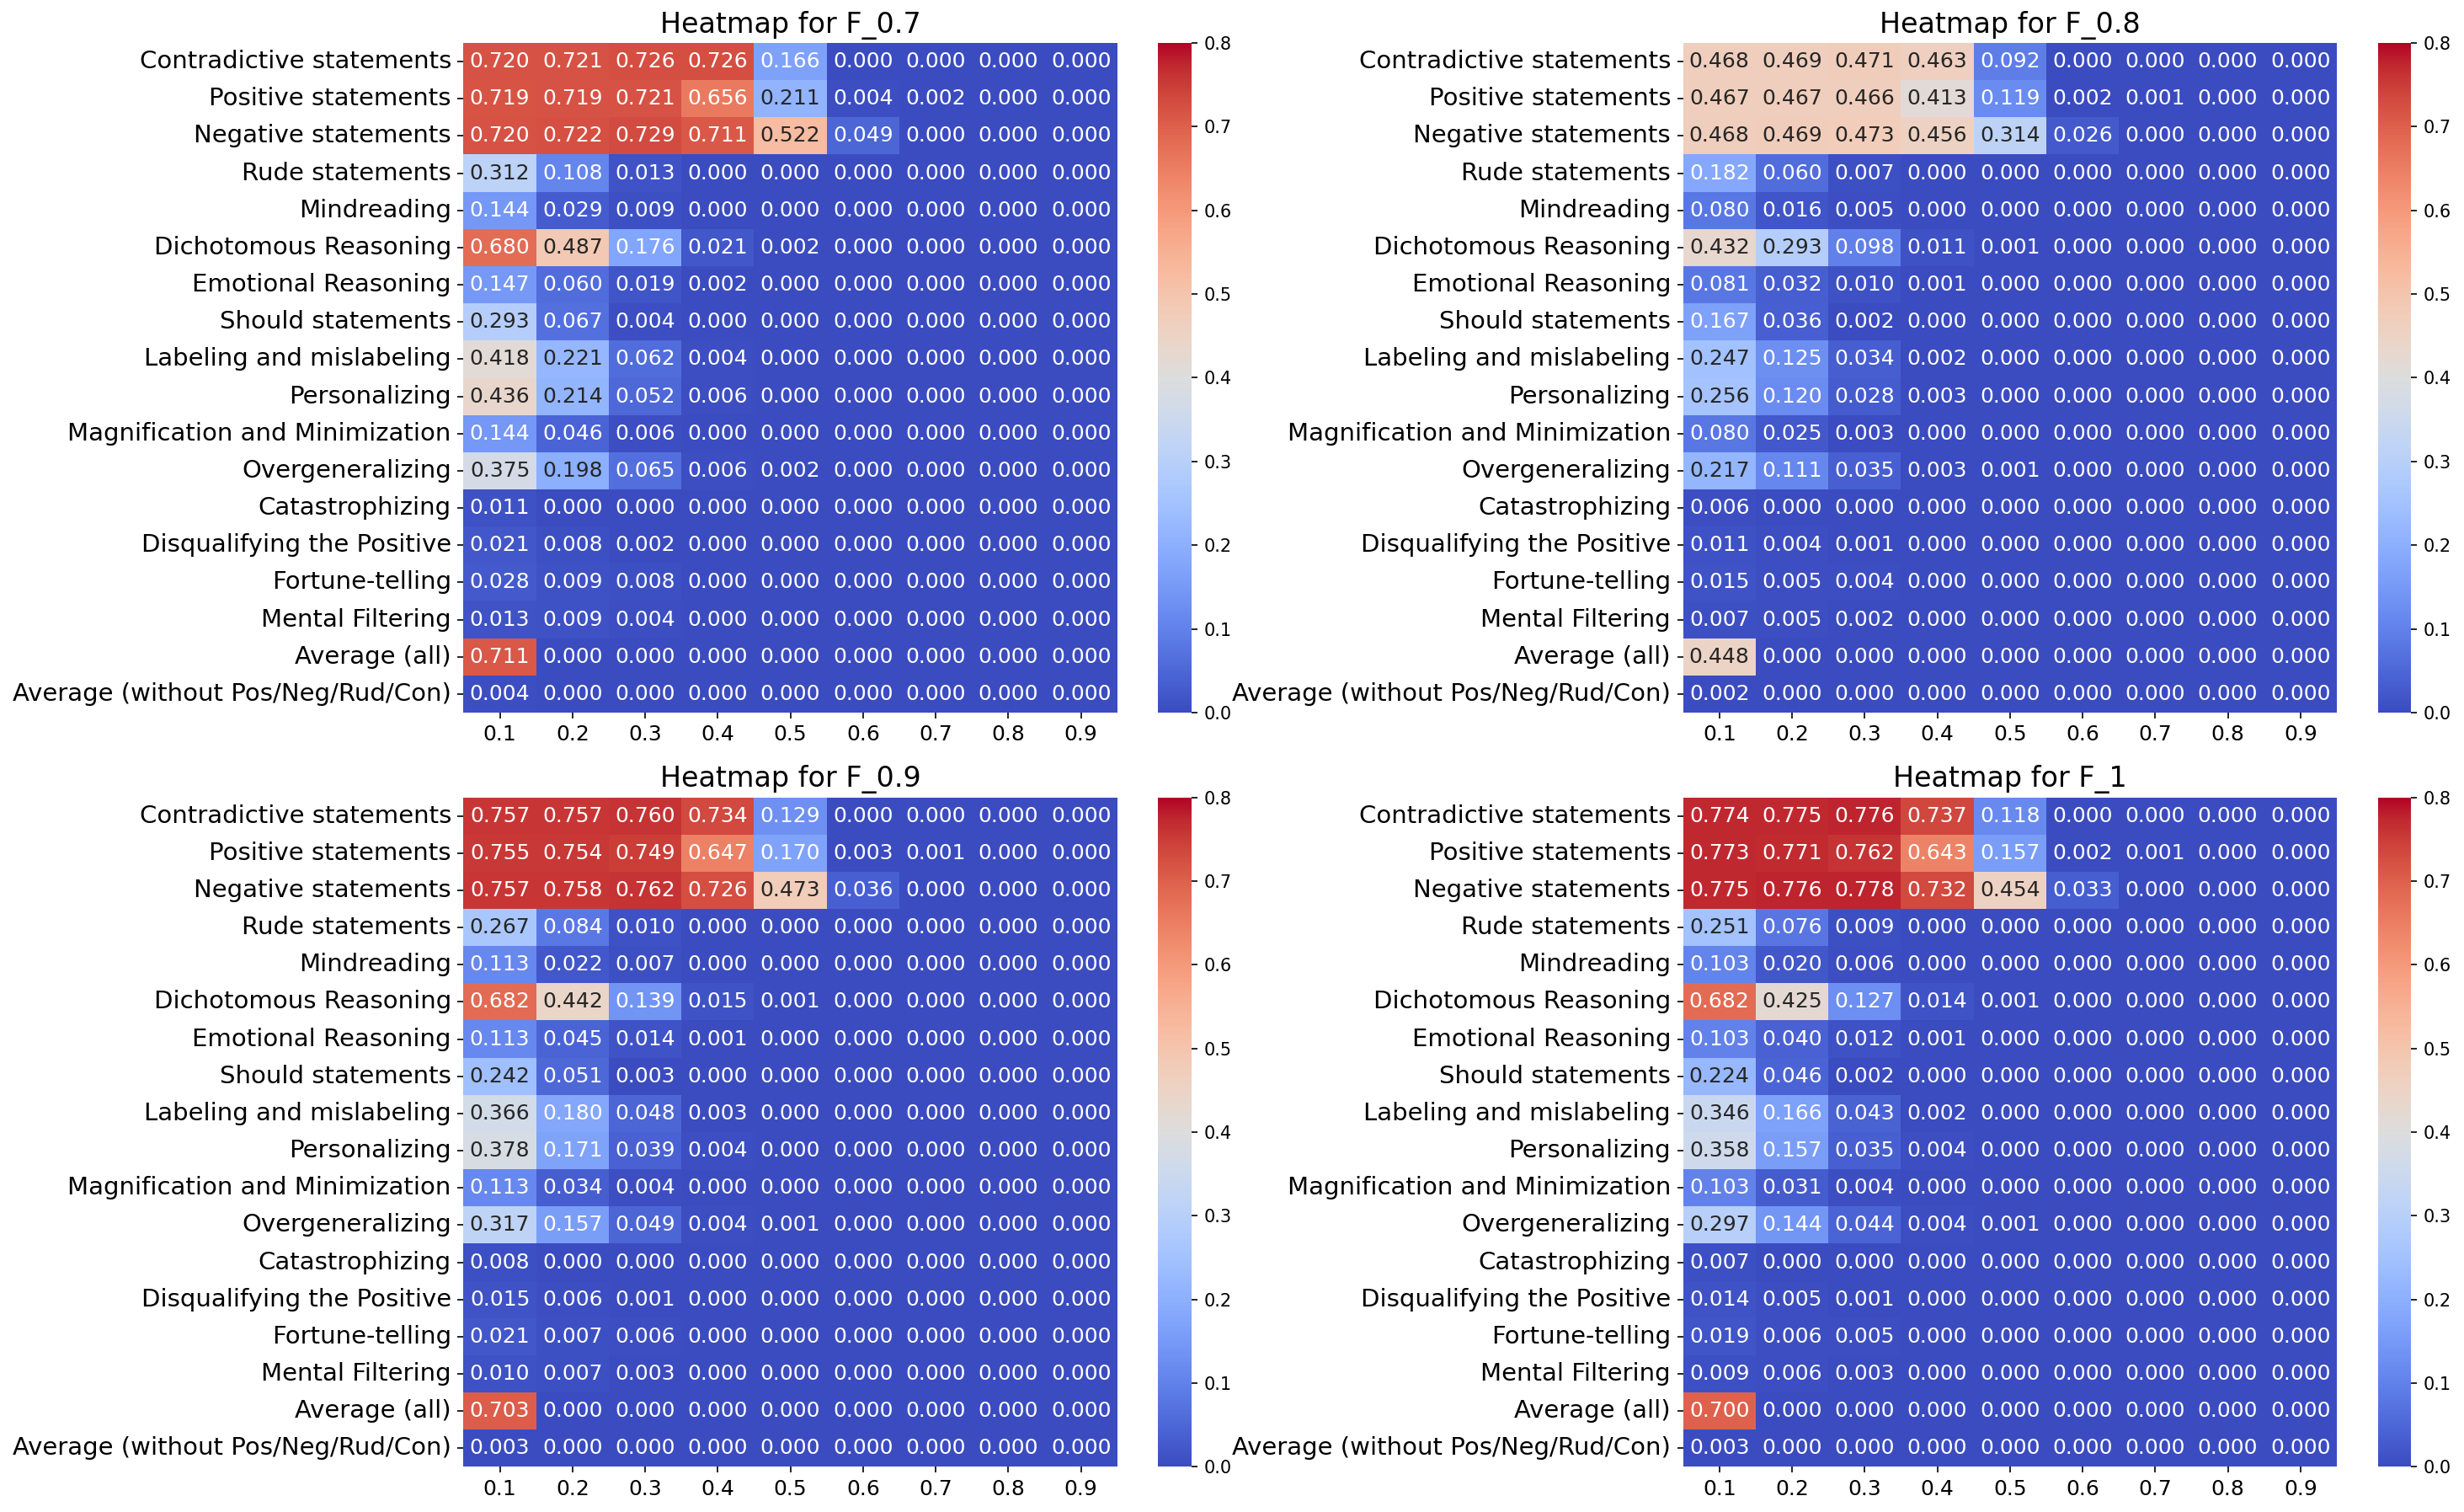 Heatmap for F_0.7
Contradictive statements 0.720 0.721 0.726 0.726 0.166 0.000 0.000 0.000 0.000
Positive statements 0.719 0.719 0.721 0.656 0.211 0.004 0.002 0.000 0.000
Negative statements 0.720 0.722 0.729 0.711 0.522 0.049 0.000 0.000 0.000
Rude statements 0.312 0.108 0.013 0.000 0.000 0.000 0.000 0.000 0.000
Mindreading 0.144 0.029 0.009 0.000 0.000 0.000 0.000 0.000 0.000
Dichotomous Reasoning 0.680 0.487 0.176 0.021 0.002 0.000 0.000 0.000 0.000
Emotional Reasoning 0.147 0.060 0.019 0.002 0.000 0.000 0.000 0.000 0.000
Should statements 0.293 0.067 0.004 0.000 0.000 0.000 0.000 0.000 0.000
Labeling and mislabeling 0.418 0.221 0.062 0.004 0.000 0.000 0.000 0.000 0.000
Personalizing 0.436 0.214 0.052 0.006 0.000 0.000 0.000 0.000 0.000
Magnification and Minimization 0.144 0.046 0.006 0.000 0.000 0.000 0.000 0.000 0.000
Overgeneralizing 0.375 0.198 0.065 0.006 0.002 0.000 0.000 0.000 0.000
Catastrophizing 0.011 0.000 0.000 0.000 0.000 0.000 0.000 0.000 0.000
Disqualifying the Positive 0.021 0.008 0.002 0.000 0.000 0.000 0.000 0.000 0.000
Fortune-telling 0.028 0.009 0.008 0.000 0.000 0.000 0.000 0.000 0.000
Mental Filtering 0.013 0.009 0.004 0.000 0.000 0.000 0.000 0.000 0.000
Average (all) 0.711 0.000 0.000 0.000 0.000 0.000 0.000 0.000 0.000
Average (without Pos/Neg/Rud/Con) 0.004 0.000 0.000 0.000 0.000 0.000 0.000 0.000 0.000
0.1 0.2 0.3 0.4 0.5 0.6 0.7 0.8 0.9
0.8
0.7
0.6
0.5
0.4
0.3
0.2
0.1
0.0
Heatmap for F_0.8
Contradictive statements 0.468 0.469 0.471 0.463 0.092 0.000 0.000 0.000 0.000
Positive statements 0.467 0.467 0.466 0.413 0.119 0.002 0.001 0.000 0.000
Negative statements 0.468 0.469 0.473 0.456 0.314 0.026 0.000 0.000 0.000
Rude statements 0.182 0.060 0.007 0.000 0.000 0.000 0.000 0.000 0.000
Mindreading 0.080 0.016 0.005 0.000 0.000 0.000 0.000 0.000 0.000
Dichotomous Reasoning 0.432 0.293 0.098 0.011 0.001 0.000 0.000 0.000 0.000
Emotional Reasoning 0.081 0.032 0.010 0.001 0.000 0.000 0.000 0.000 0.000
Should statements 0.167 0.036 0.002 0.000 0.000 0.000 0.000 0.000 0.000
Labeling and mislabeling 0.247 0.125 0.034 0.002 0.000 0.000 0.000 0.000 0.000
Personalizing 0.256 0.120 0.028 0.003 0.000 0.000 0.000 0.000 0.000
Magnification and Minimization 0.080 0.025 0.003 0.000 0.000 0.000 0.000 0.000 0.000
Overgeneralizing 0.217 0.111 0.035 0.003 0.001 0.000 0.000 0.000 0.000
Catastrophizing 0.006 0.000 0.000 0.000 0.000 0.000 0.000 0.000 0.000
Disqualifying the Positive 0.011 0.004 0.001 0.000 0.000 0.000 0.000 0.000 0.000
Fortune-telling 0.015 0.005 0.004 0.000 0.000 0.000 0.000 0.000 0.000
Mental Filtering 0.007 0.005 0.002 0.000 0.000 0.000 0.000 0.000 0.000
Average (all) 0.448 0.000 0.000 0.000 0.000 0.000 0.000 0.000 0.000
Average (without Pos/Neg/Rud/Con) 0.002 0.000 0.000 0.000 0.000 0.000 0.000 0.000 0.000
0.1 0.2 0.3 0.4 0.5 0.6 0.7 0.8 0.9
0.8
0.7
0.6
0.5
0.4
0.3
0.2
0.1
0.0
Heatmap for F_0.9
Contradictive statements 0.757 0.757 0.760 0.734 0.129 0.000 0.000 0.000 0.000
Positive statements 0.755 0.754 0.749 0.647 0.170 0.003 0.001 0.000 0.000
Negative statements 0.757 0.758 0.762 0.726 0.473 0.036 0.000 0.000 0.000
Rude statements 0.267 0.084 0.010 0.000 0.000 0.000 0.000 0.000 0.000
Mindreading 0.113 0.022 0.007 0.000 0.000 0.000 0.000 0.000 0.000
Dichotomous Reasoning 0.682 0.442 0.139 0.015 0.001 0.000 0.000 0.000 0.000
Emotional Reasoning 0.113 0.045 0.014 0.001 0.000 0.000 0.000 0.000 0.000
Should statements 0.242 0.051 0.003 0.000 0.000 0.000 0.000 0.000 0.000
Labeling and mislabeling 0.366 0.180 0.048 0.003 0.000 0.000 0.000 0.000 0.000
Personalizing 0.378 0.171 0.039 0.004 0.000 0.000 0.000 0.000 0.000
Magnification and Minimization 0.113 0.034 0.004 0.000 0.000 0.000 0.000 0.000 0.000
Overgeneralizing 0.317 0.157 0.049 0.004 0.001 0.000 0.000 0.000 0.000
Catastrophizing 0.008 0.000 0.000 0.000 0.000 0.000 0.000 0.000 0.000
Disqualifying the Positive 0.015 0.006 0.001 0.000 0.000 0.000 0.000 0.000 0.000
Fortune-telling 0.021 0.007 0.006 0.000 0.000 0.000 0.000 0.000 0.000
Mental Filtering 0.010 0.007 0.003 0.000 0.000 0.000 0.000 0.000 0.000
Average (all) 0.703 0.000 0.000 0.000 0.000 0.000 0.000 0.000 0.000
Average (without Pos/Neg/Rud/Con) 0.003 0.000 0.000 0.000 0.000 0.000 0.000 0.000 0.000
0.1 0.2 0.3 0.4 0.5 0.6 0.7 0.8 0.9
0.8
0.7
0.6
0.5
0.4
0.3
0.2
0.1
0.0
Heatmap for F_1
Contradictive statements 0.774 0.775 0.776 0.737 0.118 0.000 0.000 0.000 0.000
Positive statements 0.773 0.771 0.762 0.643 0.157 0.002 0.001 0.000 0.000
Negative statements 0.775 0.776 0.778 0.732 0.454 0.033 0.000 0.000 0.000
Rude statements 0.251 0.076 0.009 0.000 0.000 0.000 0.000 0.000 0.000
Mindreading 0.103 0.020 0.006 0.000 0.000 0.000 0.000 0.000 0.000
Dichotomous Reasoning 0.682 0.425 0.127 0.014 0.001 0.000 0.000 0.000 0.000
Emotional Reasoning 0.103 0.040 0.012 0.001 0.000 0.000 0.000 0.000 0.000
Should statements 0.224 0.046 0.002 0.000 0.000 0.000 0.000 0.000 0.000
Labeling and mislabeling 0.346 0.166 0.043 0.002 0.000 0.000 0.000 0.000 0.000
Personalizing 0.358 0.157 0.035 0.004 0.000 0.000 0.000 0.000 0.000
Magnification and Minimization 0.103 0.031 0.004 0.000 0.000 0.000 0.000 0.000 0.000
Overgeneralizing 0.297 0.144 0.044 0.004 0.001 0.000 0.000 0.000 0.000
Catastrophizing 0.007 0.000 0.000 0.000 0.000 0.000 0.000 0.000 0.000
Disqualifying the Positive 0.014 0.005 0.001 0.000 0.000 0.000 0.000 0.000 0.000
Fortune-telling 0.019 0.006 0.005 0.000 0.000 0.000 0.000 0.000 0.000
Mental Filtering 0.009 0.006 0.003 0.000 0.000 0.000 0.000 0.000 0.000
Average (all) 0.700 0.000 0.000 0.000 0.000 0.000 0.000 0.000 0.000
Average (without Pos/Neg/Rud/Con) 0.003 0.000 0.000 0.000 0.000 0.000 0.000 0.000 0.000
0.1 0.2 0.3 0.4 0.5 0.6 0.7 0.8 0.9
0.8
0.7
0.6
0.5
0.4
0.3
0.2
0.1
0.0